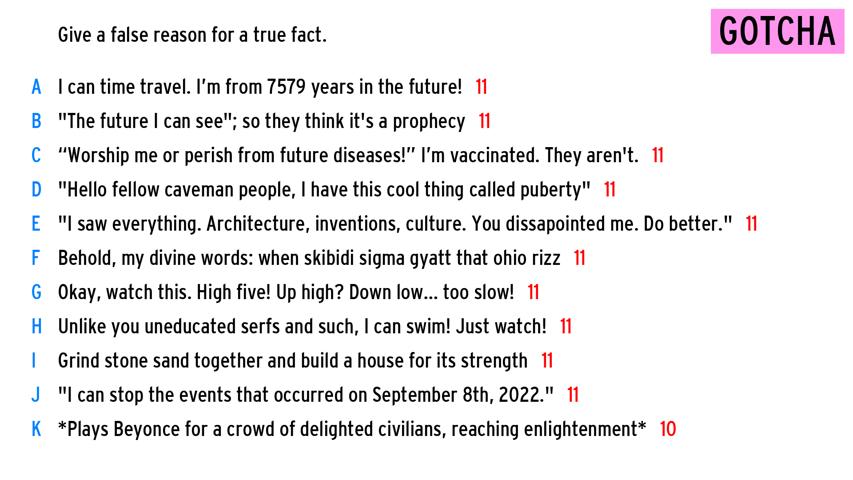 Give a false reason for a true fact.
GOTCHA
A I can time travel. I'm from 7579 years in the future! 11
B "The future I can see"; so they think it's a prophecy 11
C “Worship me or perish from future diseases!” I’m vaccinated. They aren't. 11
D "Hello fellow caveman people, I have this cool thing called puberty" 11
E "I saw everything. Architecture, inventions, culture. You dissapointed me. Do better." 11
F Behold, my divine words: when skibidi sigma gyatt that ohio rizz 11
G Okay, watch this. High five! Up high? Down low... too slow! 11
H Unlike you uneducated serfs and such, I can swim! Just watch! 11
I Grind stone sand together and build a house for its strength 11
J "I can stop the events that occurred on September 8th, 2022." 11
K *Plays Beyonce for a crowd of delighted civilians, reaching enlightenment* 10